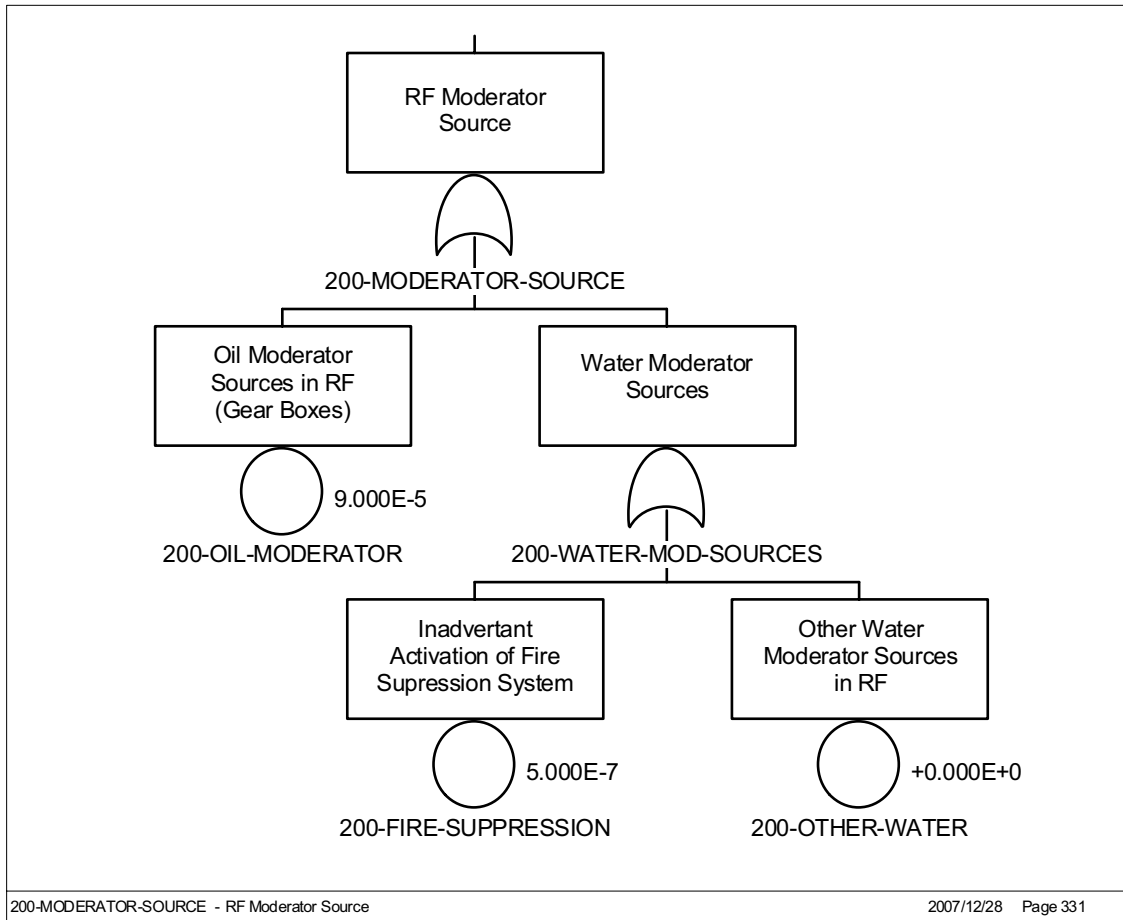 RF Moderator
Source
200-MODERATOR-SOURCE
Oil Moderator
Sources in RF
(Gear Boxes)
9.000E-5
200-OIL-MODERATOR
Water Moderator
Sources
200-WATER-MOD-SOURCES
Inadvertant
Activation of Fire
Supression System
5.000E-7
200-FIRE-SUPPRESSION
Other Water
Moderator Sources
in RF
+0.000E+0
200-OTHER-WATER
200-MODERATOR-SOURCE - RF Moderator Source
2007/12/28 Page 331